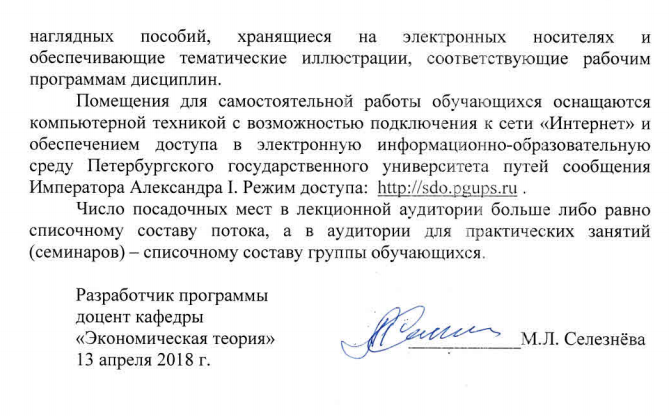 наглядных пособий, хранящиеся на электронных носителях и
обеспечивающие тематические иллюстрации, соответствующие рабочим
программам дисциплин.
Помещения для самостоятельной работы обучающихся оснащаются
компьютерной техникой с возможностью подключения к сети «Интернет» и
обеспечением доступа в электронную информационно-образовательную
среду Петербургского государственного университета путей сообщения
Императора Александра I. Режим доступа: http://sdo.pgups.ru .
Число посадочных мест в лекционной аудитории больше либо равно
списочному составу потока, а в аудитории для практических занятий
(семинаров) – списочному составу группы обучающихся.
Разработчик программы
доцент кафедры
«Экономическая теория»
____________М.Л. Селезнёва
13 апреля 2018 г.